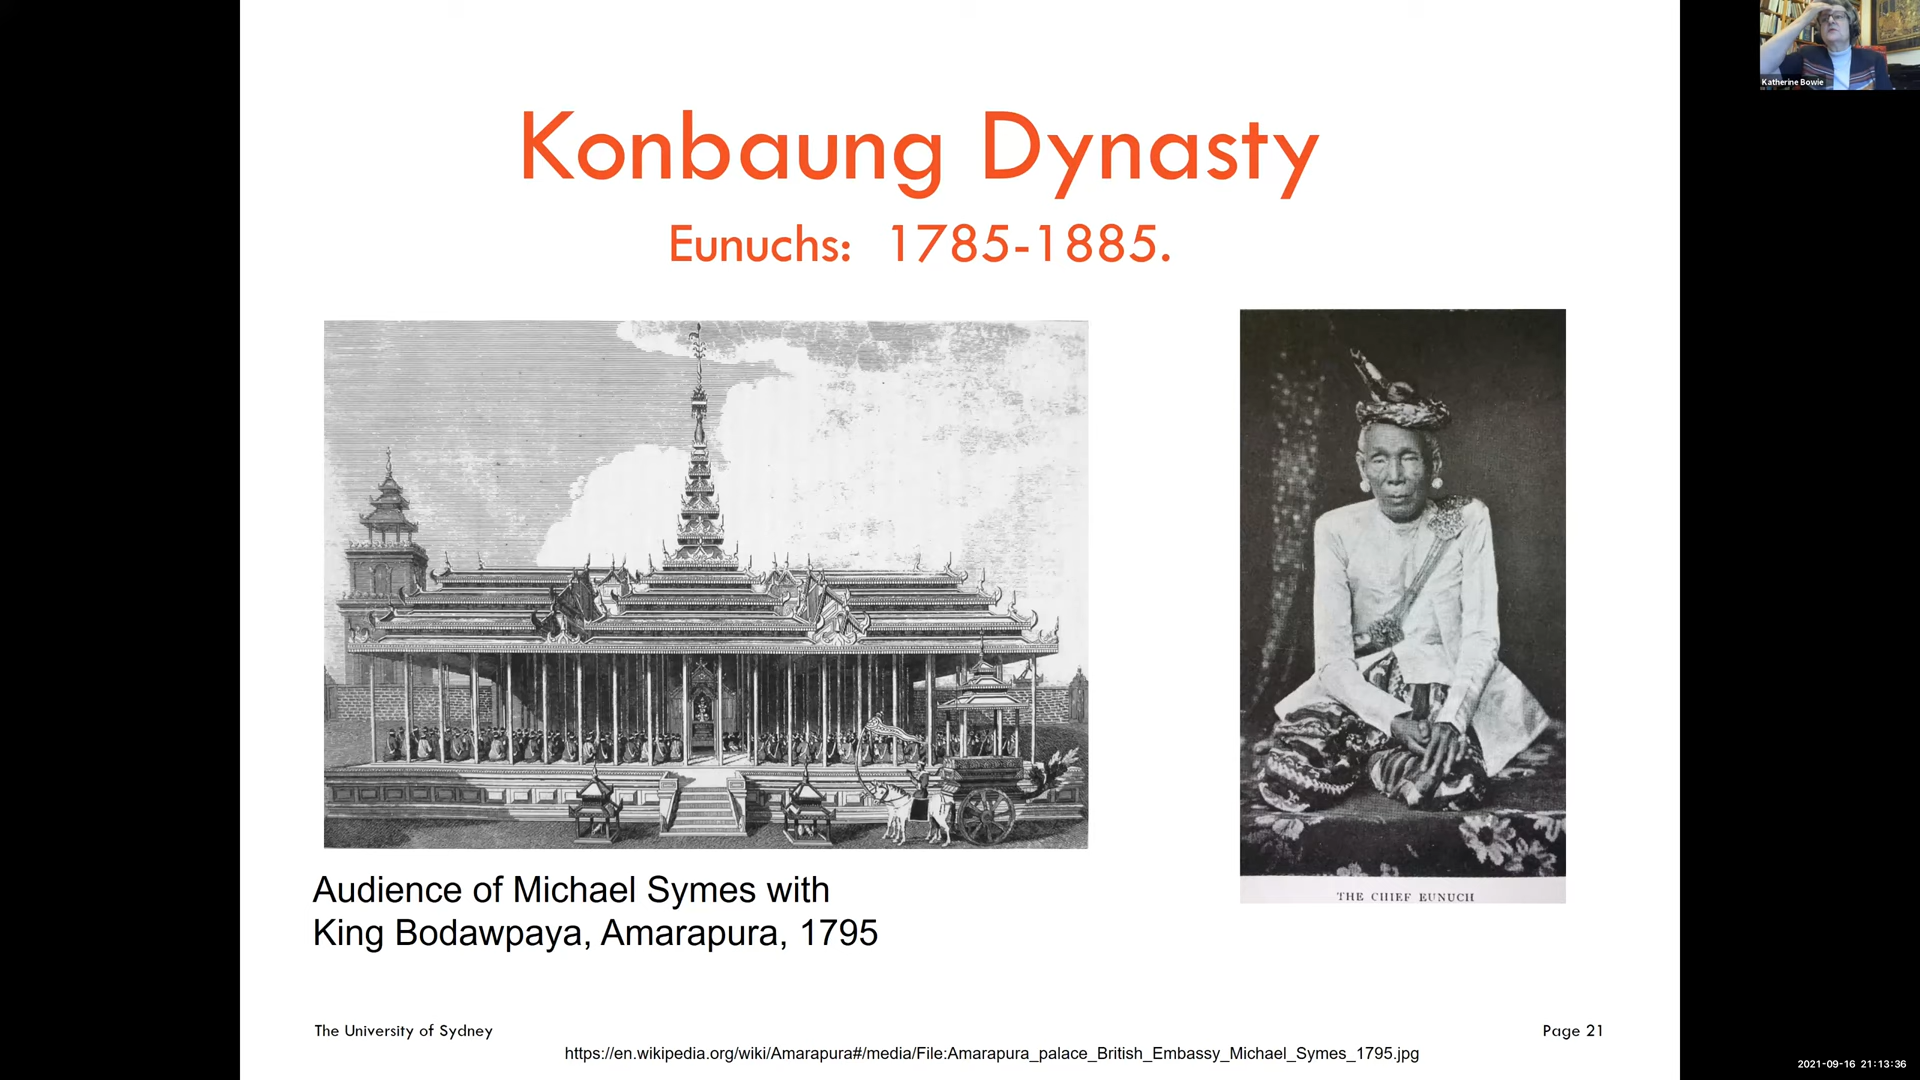 Katherine Bowie
Konbaung Dynasty
Eunuchs: 1785-1885.
THE CHIEF EUNUCH
Audience of Michael Symes with
King Bodawpaya, Amarapura, 1795
The University of Sydney
Page 21
https://en.wikipedia.org/wiki/Amarapura#/media/File:Amarapura_palace_British_Embassy_Michael_Symes_1795.jpg
2021-09-16 21:13:36